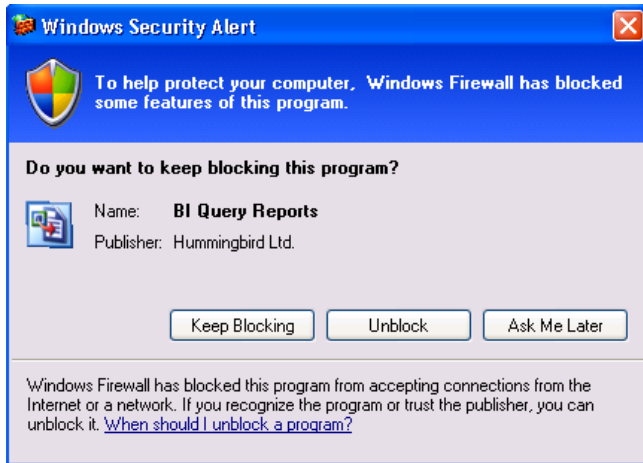 Windows Security Alert
To help protect your computer, Windows Firewall has blocked
some features of this program.
Do you want to keep blocking this program?
Name: BI Query Reports
Publisher: Hummingbird Ltd.
Keep Blocking Unblock Ask Me Later
Windows Firewall has blocked this program from accepting connections from the
Internet or a network. If you recognize the program or trust the publisher, you can
unblock it. When should I unblock a program?